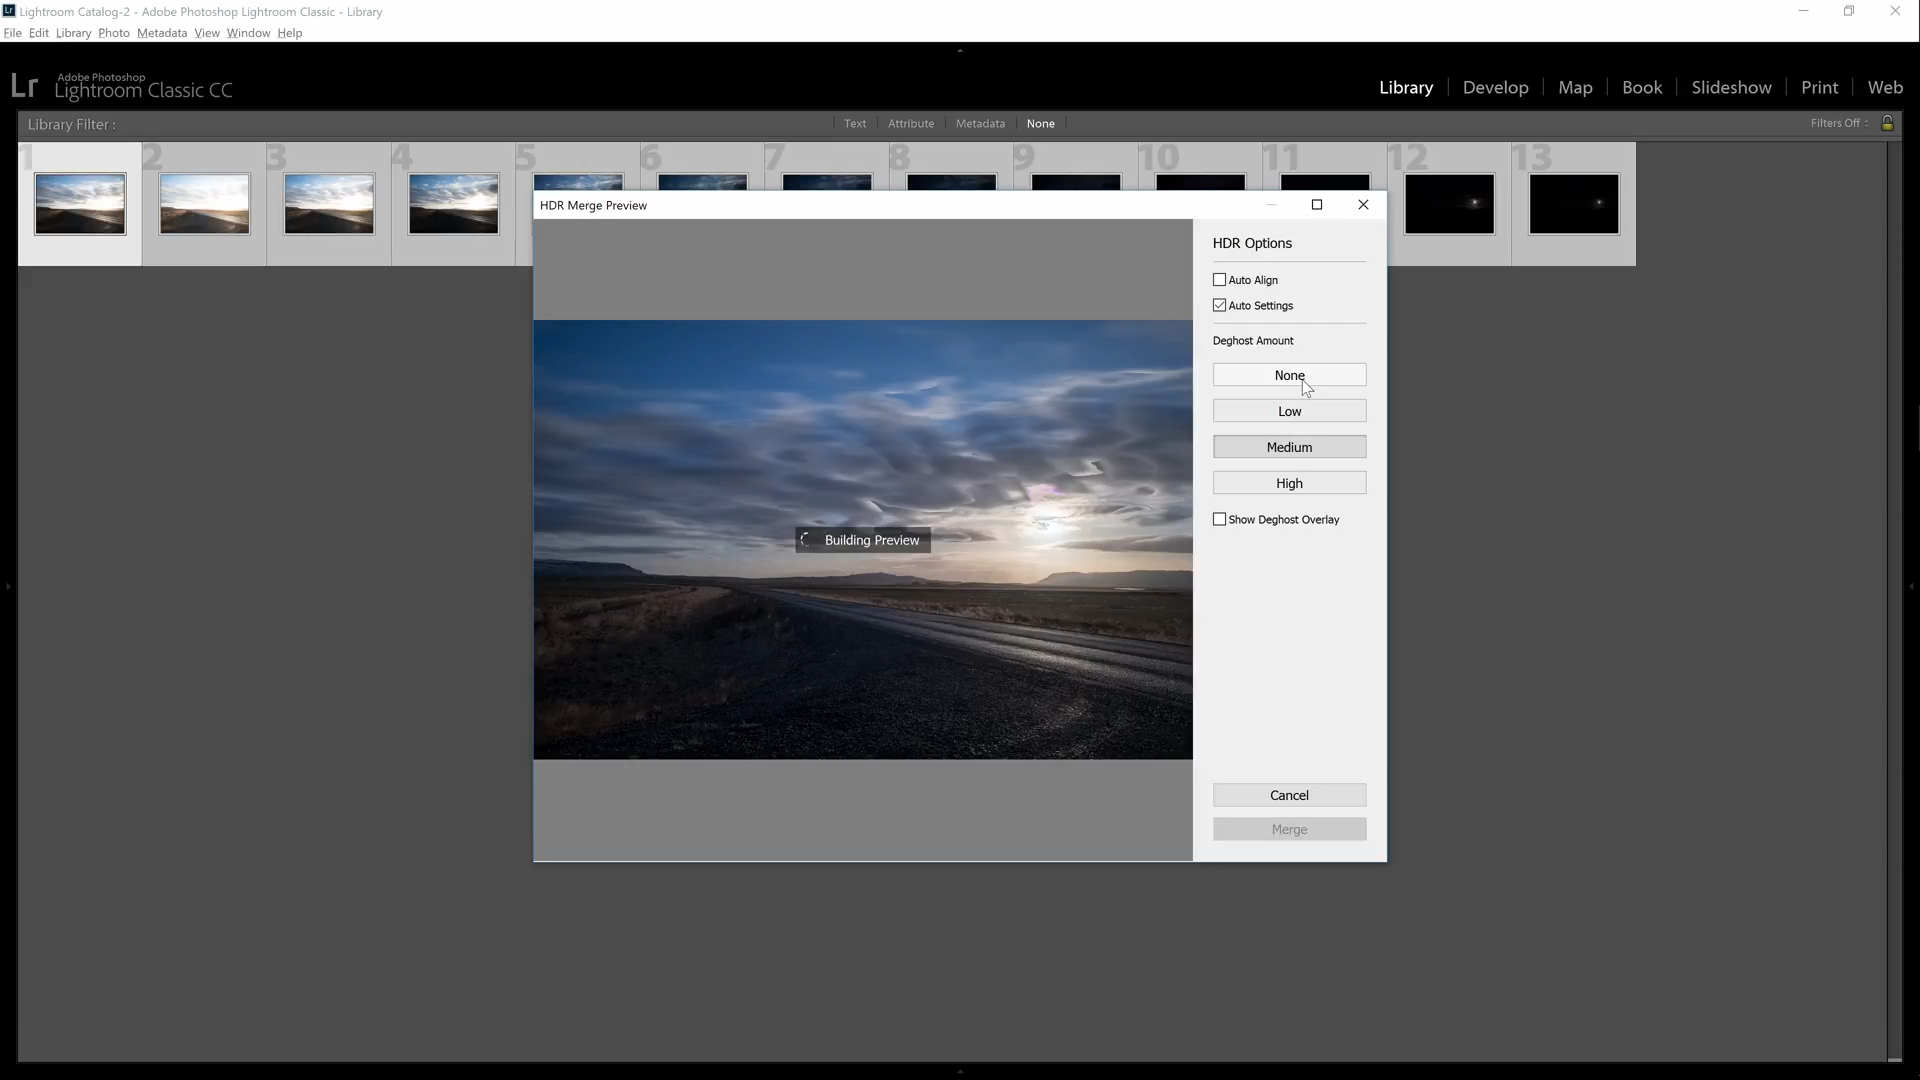 Lr Lightroom Catalog-2 - Adobe Photoshop Lightroom Classic - Library
File Edit Library Photo Metadata View Window Help
Lr Adobe Photoshop
Lightroom Classic CC
Library Develop Map Book Slideshow Print Web
Library Filter : Text Attribute Metadata None Filters Off
1 2 3 4 5 6 7 8 9 10 11 12 13
HDR Merge Preview
HDR Options
Auto Align
Auto Settings
Deghost Amount
None
Low
Medium
High
Show Deghost Overlay
Building Preview
Cancel
Merge